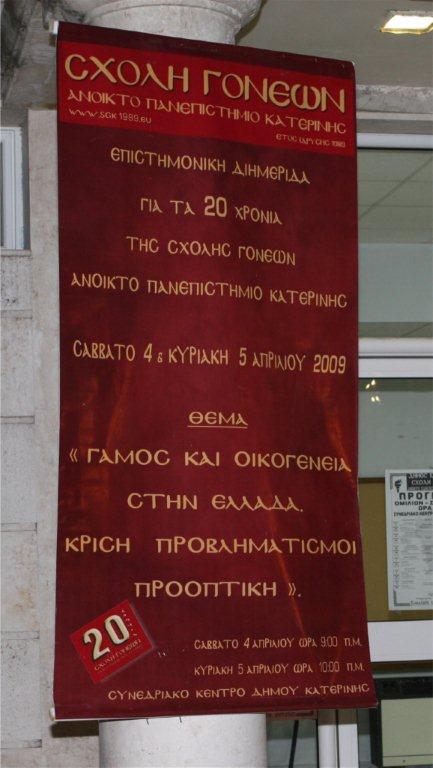 ΣΧΟΛΗ ΓΟΝΕΩΝ
ΑΝΟΙΚΤΟ ΠΑΝΕΠΙΣΤΗΜΙΟ ΚΑΤΕΡΙΝΗΣ
www.sgk1989.eu
ΕΤΟΣ ΙΔΡΥΣΗΣ 1989
ΕΠΙΣΤΗΜΟΝΙΚΗ ΔΙΗΜΕΡΙΔΑ
ΓΙΑ ΤΑ 20 ΧΡΟΝΙΑ
ΤΗΣ ΣΧΟΛΗΣ ΓΟΝΕΩΝ
ΑΝΟΙΚΤΟ ΠΑΝΕΠΙΣΤΗΜΙΟ ΚΑΤΕΡΙΝΗΣ
ΣΑΒΒΑΤΟ 4 & ΚΥΡΙΑΚΗ 5 ΑΠΡΙΛΙΟΥ 2009
ΘΕΜΑ
« ΓΑΜΟΣ ΚΑΙ ΟΙΚΟΓΕΝΕΙΑ
ΣΤΗΝ ΕΛΛΑΔΑ.
ΚΡΙΣΗ ΠΡΟΒΛΗΜΑΤΙΣΜΟΙ
ΠΡΟΟΠΤΙΚΗ ».
20
ΣΧΟΛΗ ΓΟΝΕΩΝ
ΣΑΒΒΑΤΟ 4 ΑΠΡΙΛΙΟΥ ΩΡΑ 9:00 Π.Μ.
ΚΥΡΙΑΚΗ 5 ΑΠΡΙΛΙΟΥ ΩΡΑ 10:00 Π.Μ.
ΣΥΝΕΔΡΙΑΚΟ ΚΕΝΤΡΟ ΔΗΜΟΥ ΚΑΤΕΡΙΝΗΣ